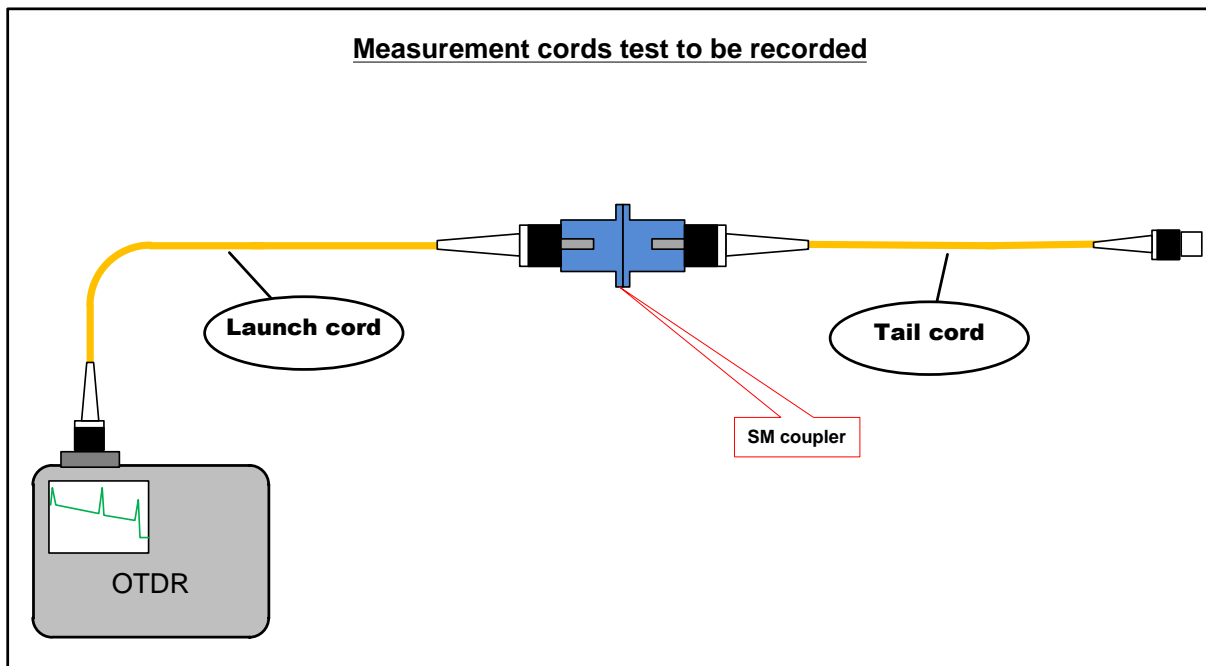 Measurement cords test to be recorded
Launch cord
Tail cord
SM coupler
OTDR